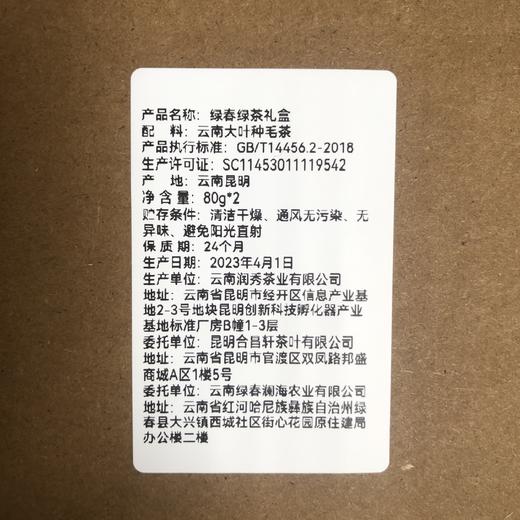 产品名称：绿春绿茶礼盒
配　　料：云南大叶种毛茶
产品执行标准：GB/T14456.2-2018
生产许可证：SC11453011119542
产　　地：云南昆明
净 含 量：80g*2
贮存条件：清洁干燥、通风无污染、无
异味、避免阳光直射
保 质 期：24个月
生产日期：2023年4月1日
生产单位：云南润秀茶业有限公司
地址：云南省昆明市经开区信息产业基
地2-3号地块昆明创新科技孵化器产业
基地标准厂房B幢1-3层
委托单位：昆明合昌轩茶叶有限公司
地址：云南省昆明市官渡区双凤路邦盛
商城A区1楼5号
委托单位：云南绿春澜海农业有限公司
地址：云南省红河哈尼族彝族自治州绿
春县大兴镇西城社区街心花园原住建局
办公楼二楼